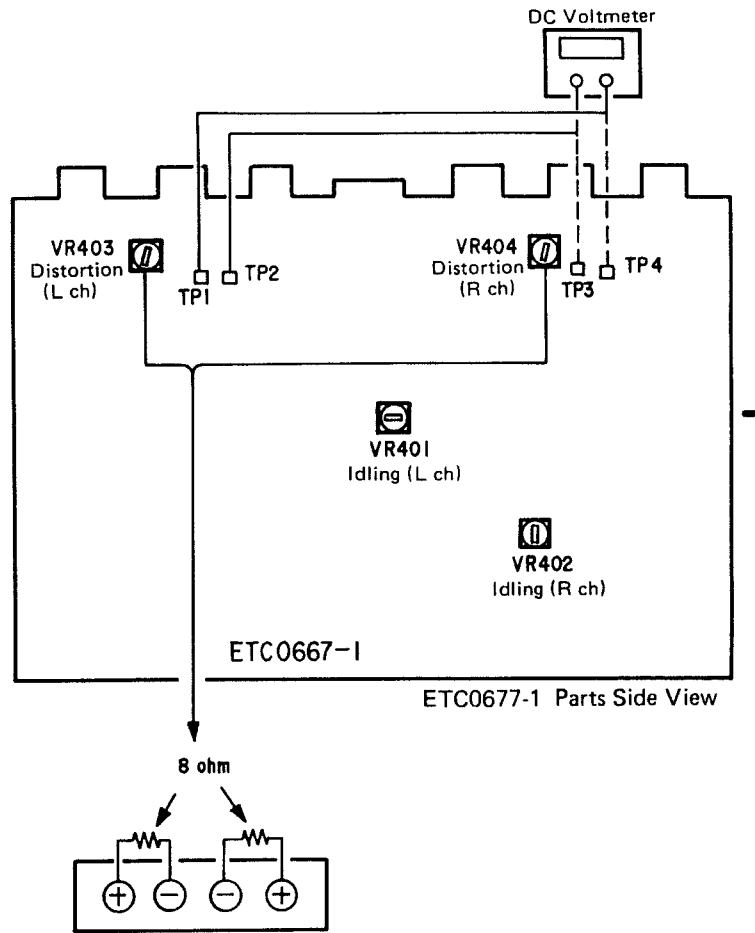 DC Voltmeter
VR403
Distortion
(L ch)
TP1
TP2
VR404
Distortion
(R ch)
TP3
TP4
VR401
Idling (L ch)
VR402
Idling (R ch)
ETC0667-1
ETC0677-1 Parts Side View
8 ohm
+ − − +